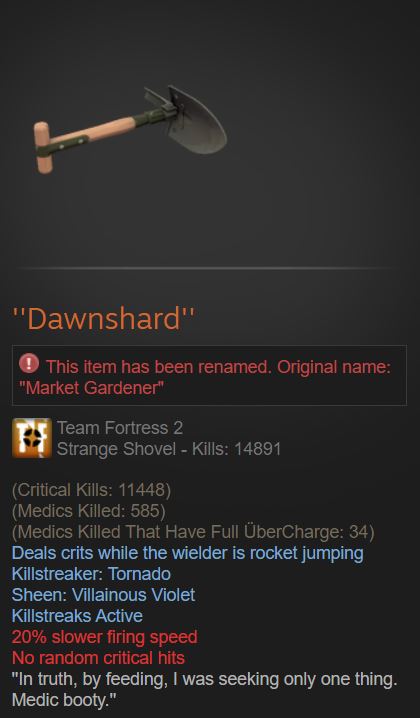 ''Dawnshard''
! This item has been renamed. Original name:
"Market Gardener"
TF
Team Fortress 2
Strange Shovel - Kills: 14891
(Critical Kills: 11448)
(Medics Killed: 585)
(Medics Killed That Have Full ÜberCharge: 34)
Deals crits while the wielder is rocket jumping
Killstreaker: Tornado
Sheen: Villainous Violet
Killstreaks Active
20% slower firing speed
No random critical hits
"In truth, by feeding, I was seeking only one thing.
Medic booty."